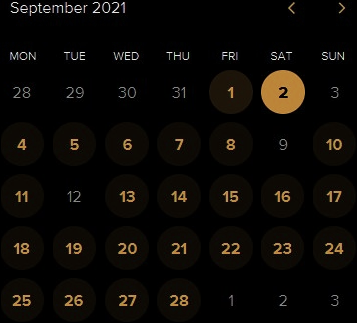 September 2021
MON TUE WED THU FRI SAT SUN
28 29 30 31 1 2 3
4 5 6 7 8 9 10
11 12 13 14 15 16 17
18 19 20 21 22 23 24
25 26 27 28 1 2 3